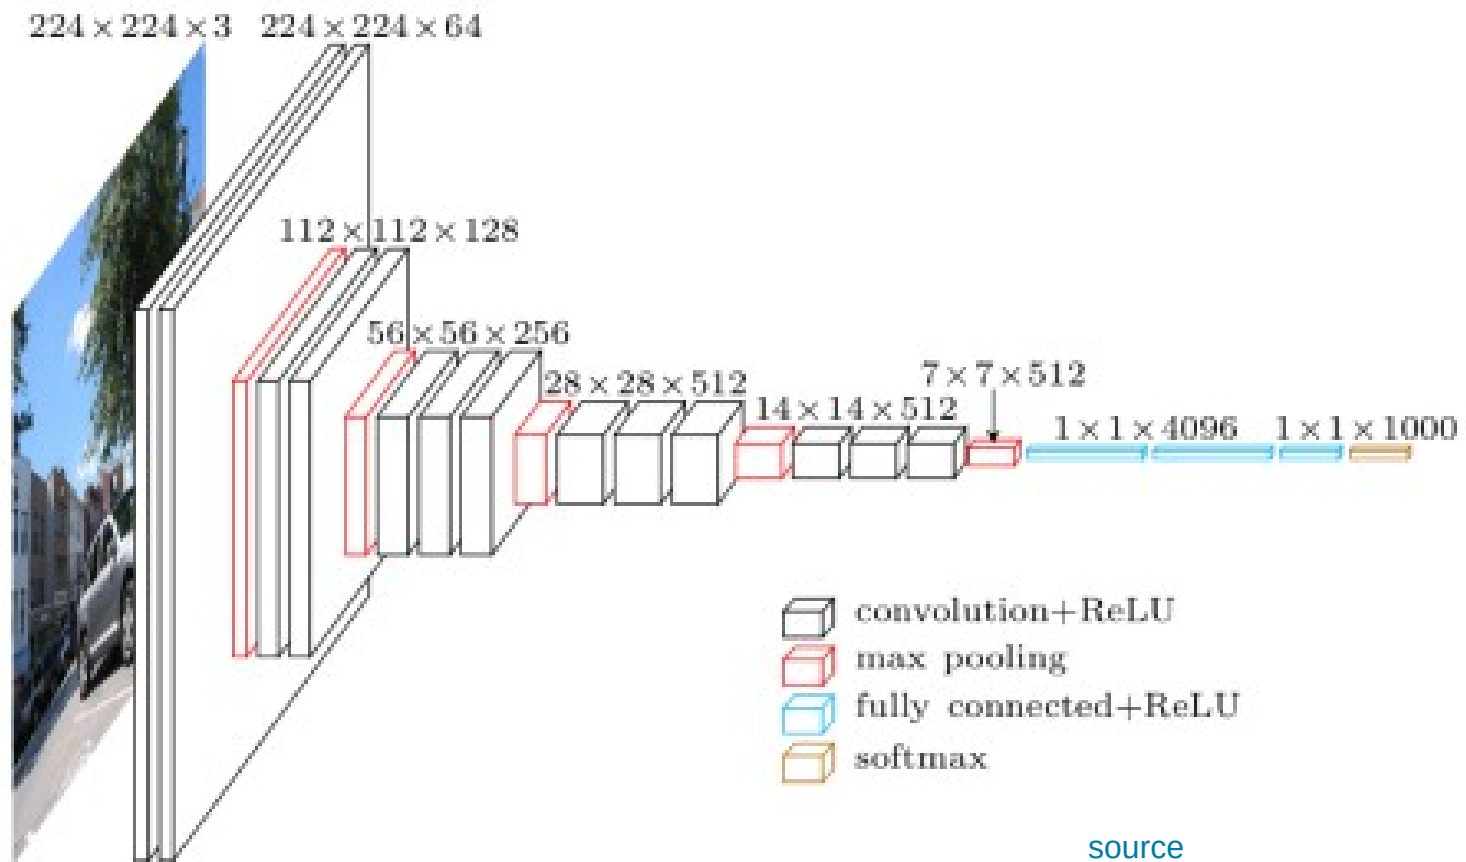 224 × 224 × 3
224 × 224 × 64
112 × 112 × 128
56 × 56 × 256
28 × 28 × 512
14 × 14 × 512
7 × 7 × 512
1 × 1 × 4096
1 × 1 × 1000
convolution+ReLU
max pooling
fully connected+ReLU
softmax
source